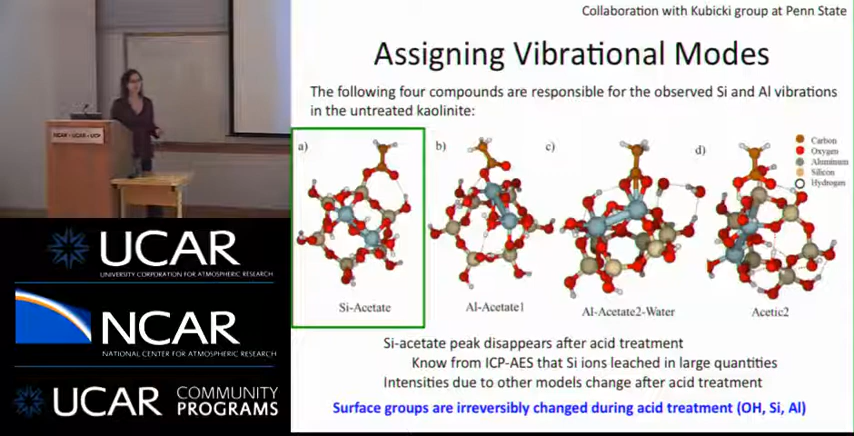 Collaboration with Kubicki group at Penn State
Assigning Vibrational Modes
The following four compounds are responsible for the observed Si and Al vibrations
in the untreated kaolinite:
a)
b)
c)
d)
Carbon
Oxygen
Aluminum
Silicon
Hydrogen
Si-Acetate
Al-Acetate1
Al-Acetate2-Water
Acetic2
Si-acetate peak disappears after acid treatment
Know from ICP-AES that Si ions leached in large quantities
Intensities due to other models change after acid treatment
Surface groups are irreversibly changed during acid treatment (OH, Si, Al)
NCAR • UCAR • UCP
UCAR
UNIVERSITY CORPORATION FOR ATMOSPHERIC RESEARCH
NCAR
NATIONAL CENTER FOR ATMOSPHERIC RESEARCH
UCAR
COMMUNITY
PROGRAMS